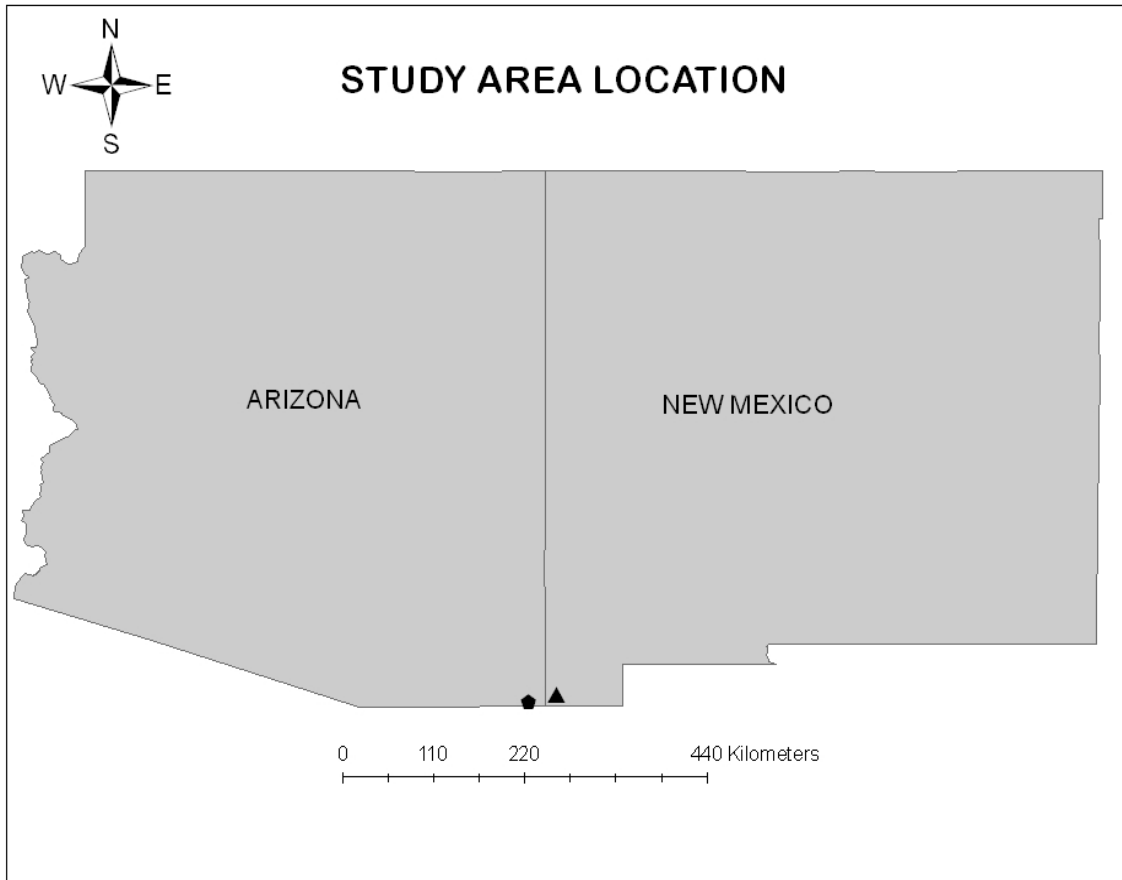 N
W E
S
STUDY AREA LOCATION
ARIZONA
NEW MEXICO
0 110 220 440 Kilometers